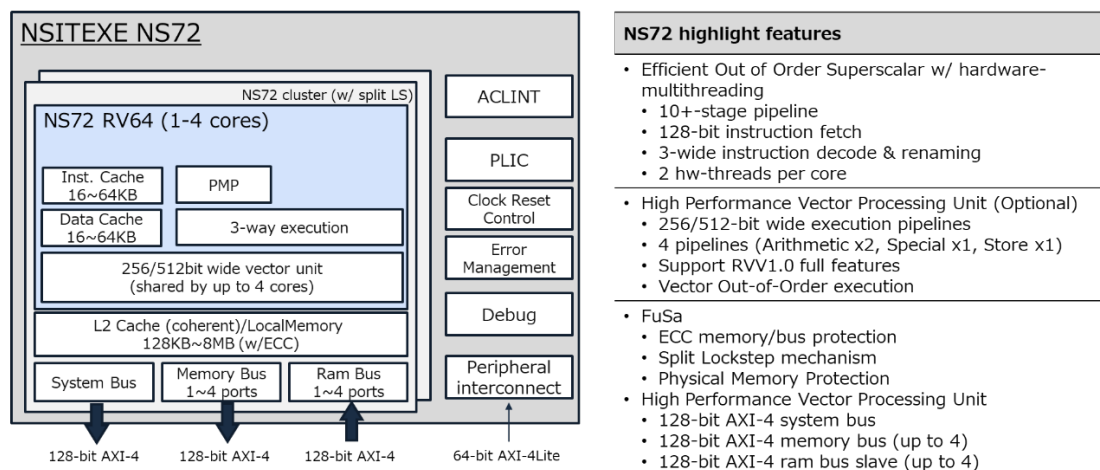 NSITEXE NS72
NS72 cluster (w/ split LS)
NS72 RV64 (1-4 cores)
Inst. Cache
16~64KB
PMP
Data Cache
16~64KB
3-way execution
256/512bit wide vector unit
(shared by up to 4 cores)
L2 Cache (coherent)/LocalMemory
128KB~8MB (w/ECC)
System Bus
Memory Bus
1~4 ports
Ram Bus
1~4 ports
ACLINT
PLIC
Clock Reset
Control
Error
Management
Debug
Peripheral
interconnect
128-bit AXI-4
128-bit AXI-4
128-bit AXI-4
64-bit AXI-4Lite
NS72 highlight features
• Efficient Out of Order Superscalar w/ hardware-
multithreading
• 10+-stage pipeline
• 128-bit instruction fetch
• 3-wide instruction decode & renaming
• 2 hw-threads per core
• High Performance Vector Processing Unit (Optional)
• 256/512-bit wide execution pipelines
• 4 pipelines (Arithmetic x2, Special x1, Store x1)
• Support RVV1.0 full features
• Vector Out-of-Order execution
• FuSa
• ECC memory/bus protection
• Split Lockstep mechanism
• Physical Memory Protection
• High Performance Vector Processing Unit
• 128-bit AXI-4 system bus
• 128-bit AXI-4 memory bus (up to 4)
• 128-bit AXI-4 ram bus slave (up to 4)